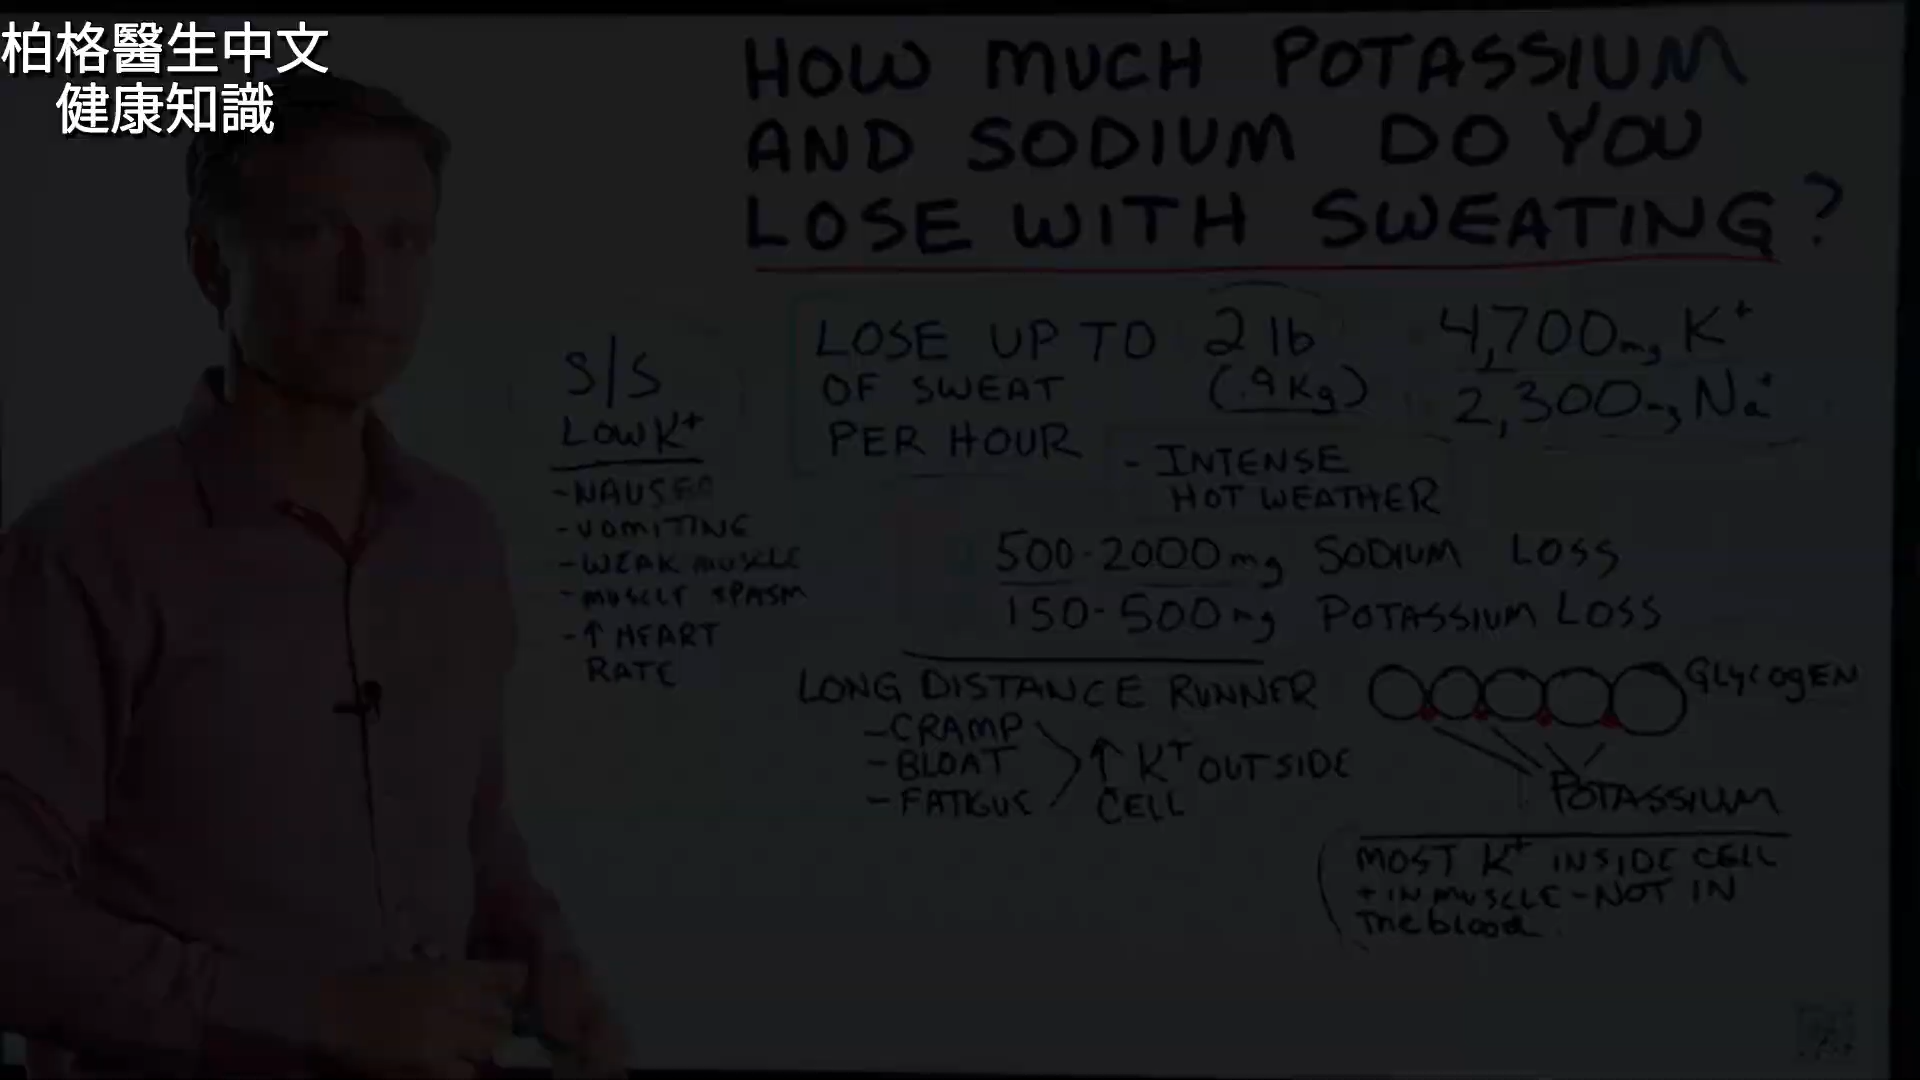 柏格醫生中文
健康知識
HOW MUCH POTASSIUM
AND SODIUM DO YOU
LOSE WITH SWEATING?
S/S
LOW K+
- NAUSEA
- VOMITING
- WEAK MUSCLE
- MUSCLE SPASM
- ↑ HEART
RATE
LOSE UP TO 2 lb
OF SWEAT (.9 Kg)
PER HOUR
4,700mg K+
2,300mg Na+
- INTENSE
HOT WEATHER
500-2000mg SODIUM LOSS
150-500mg POTASSIUM LOSS
LONG DISTANCE RUNNER
- CRAMP
- BLOAT
- FATIGUE
↑ K+ OUTSIDE
CELL
GLYCOGEN
POTASSIUM
MOST K+ INSIDE CELL
+ IN MUSCLE - NOT IN
The blood.